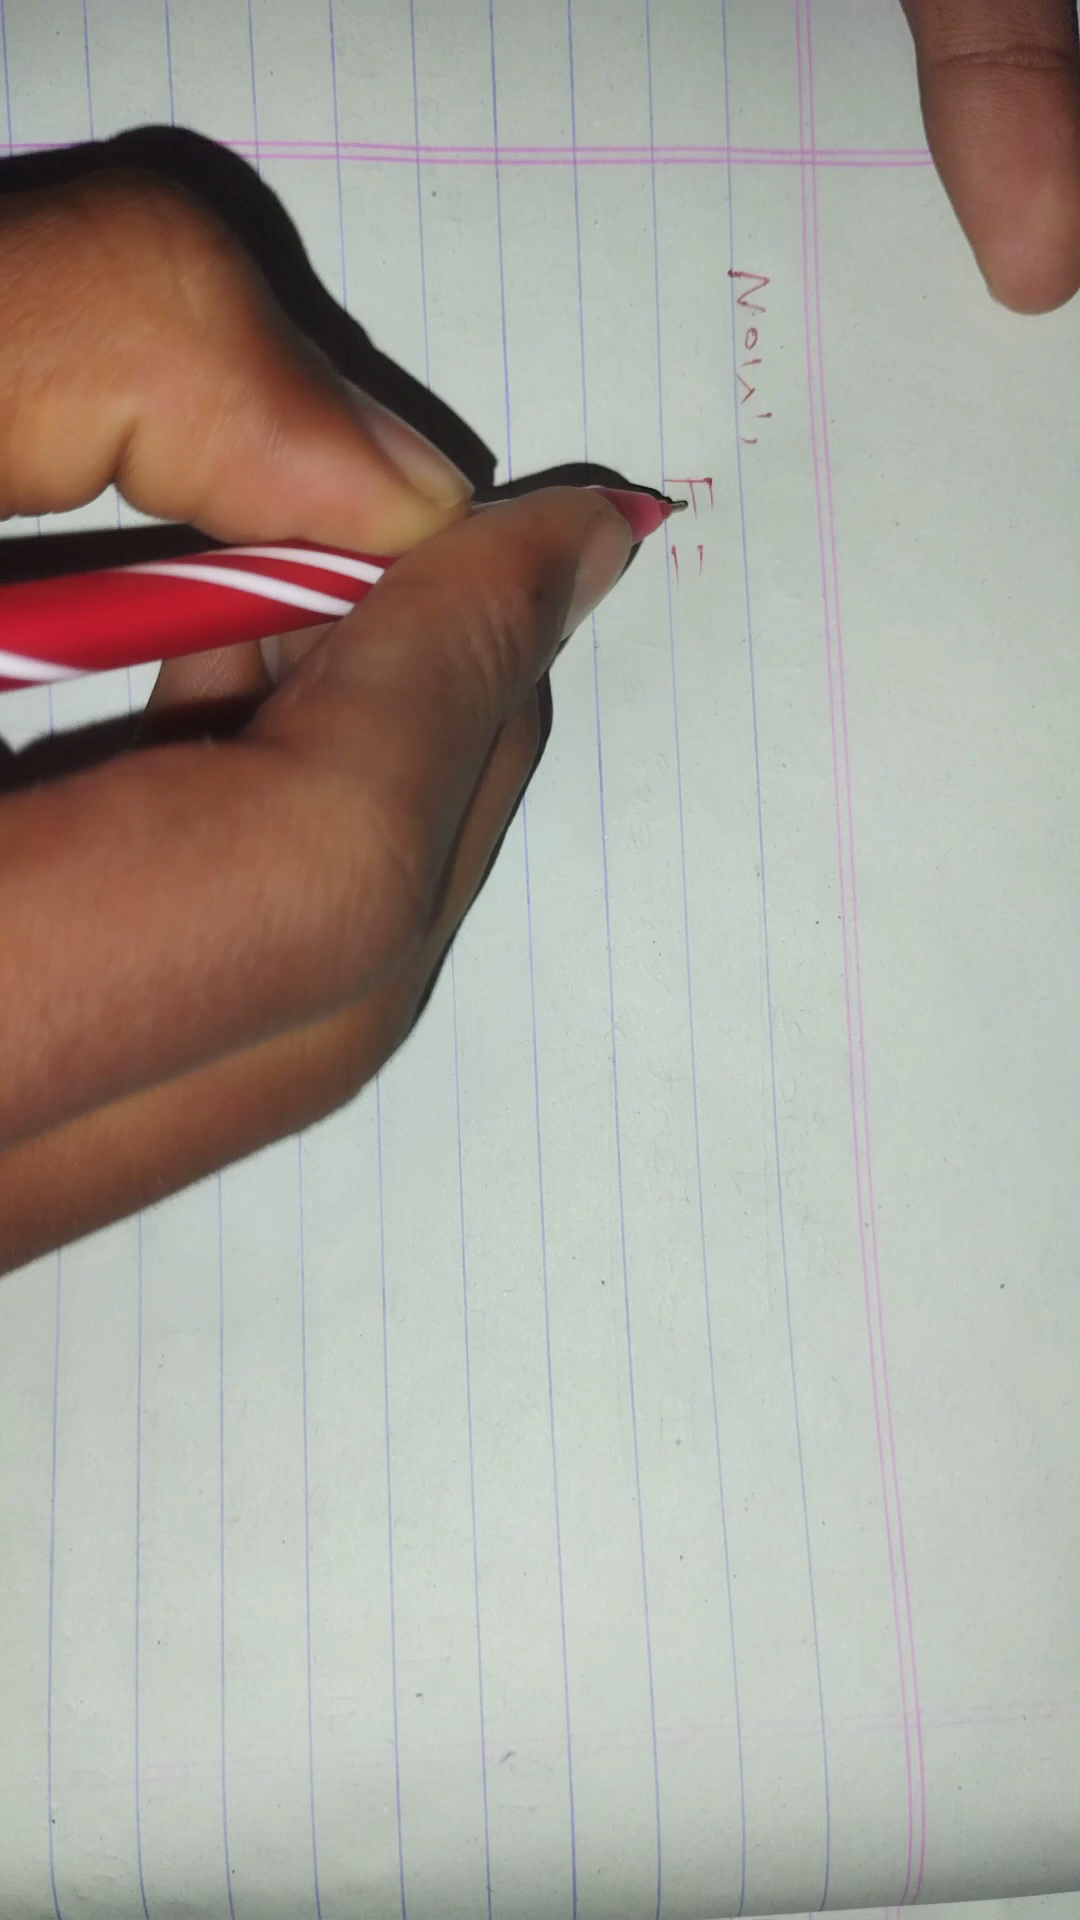 Now,
F =